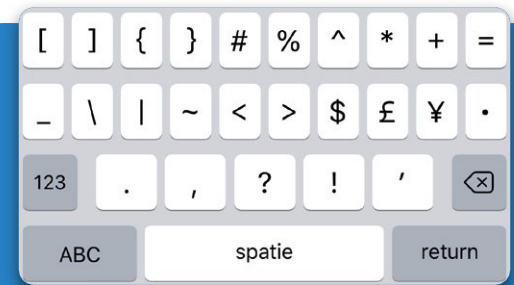 [ ] { } # % ^ * + =
_ \ | ~ < > $ £ ¥ •
123 . , ? ! ′
ABC spatie return